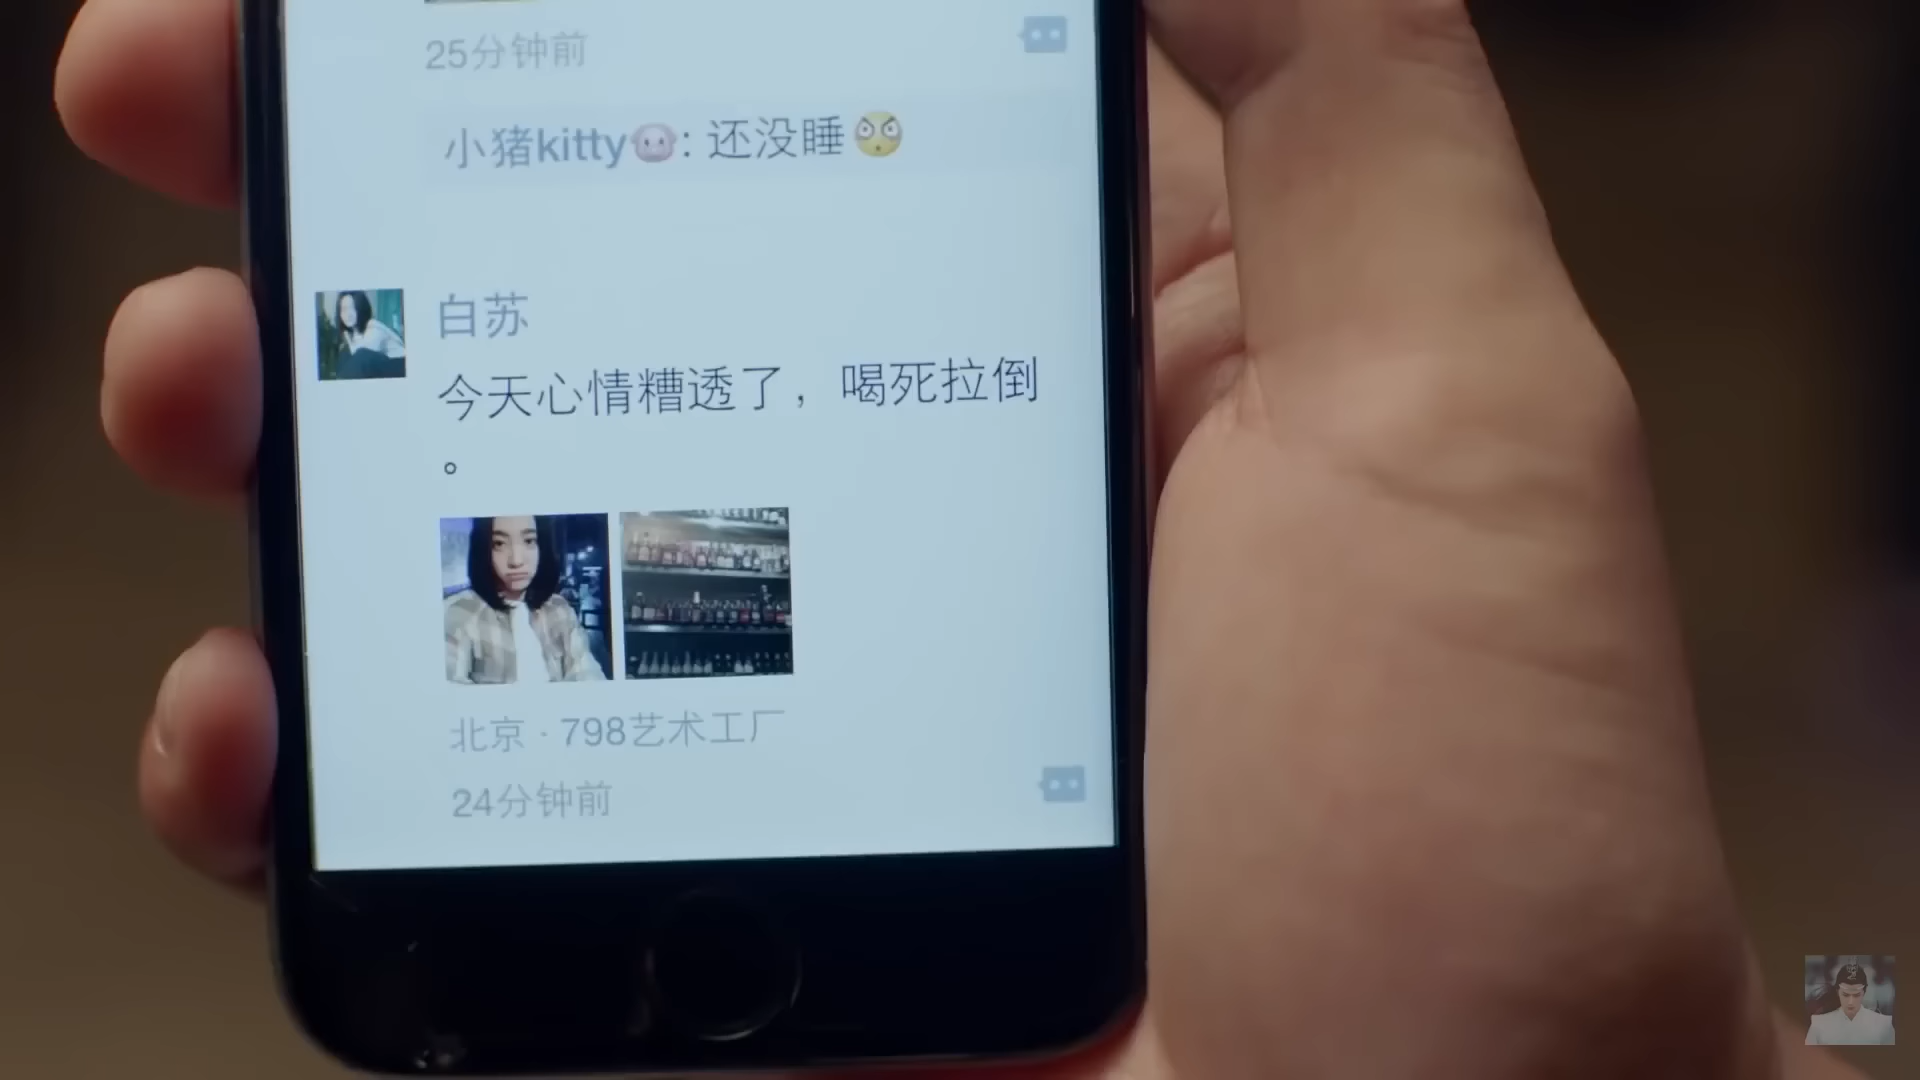 25分钟前
小猪kitty🐷: 还没睡😳
白苏
今天心情糟透了，喝死拉倒
。
北京 · 798艺术工厂
24分钟前